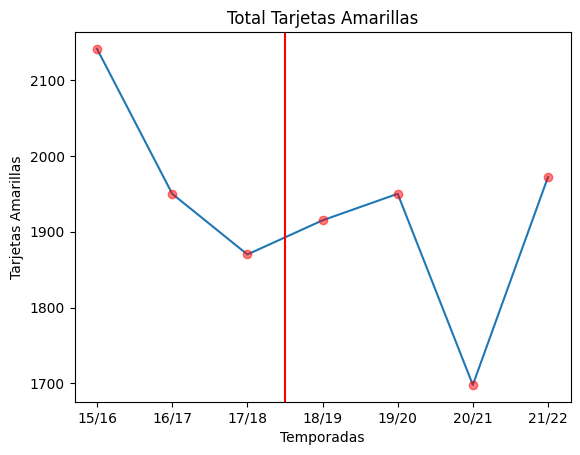 Total Tarjetas Amarillas
2100
2000
1900
1800
1700
Tarjetas Amarillas
15/16 16/17 17/18 18/19 19/20 20/21 21/22
Temporadas